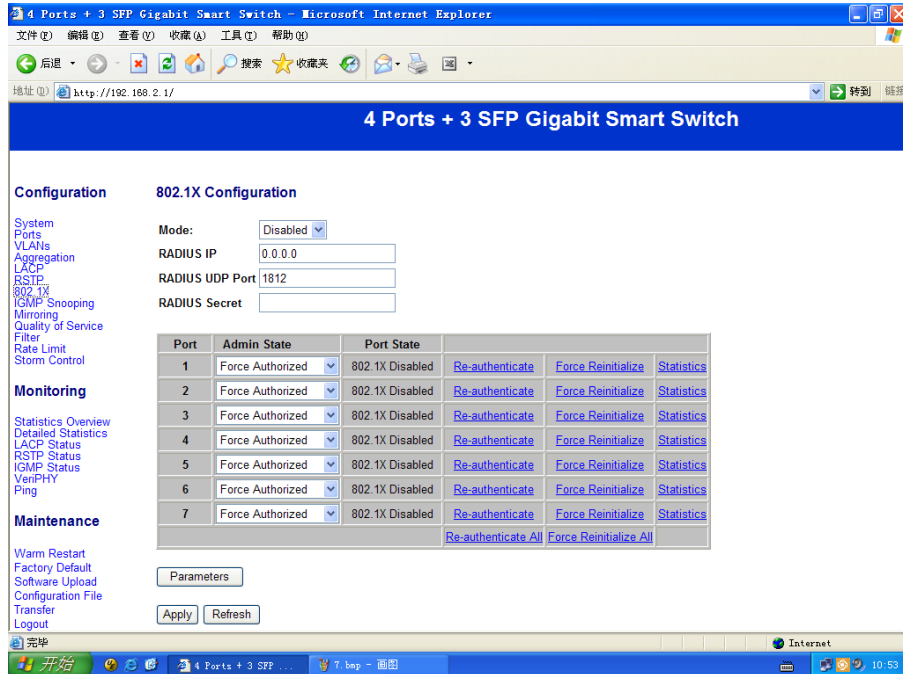 4 Ports + 3 SFP Gigabit Smart Switch - Microsoft Internet Explorer
文件(F) 编辑(E) 查看(V) 收藏(A) 工具(T) 帮助(H)
后退 搜索 收藏夹
地址(D) http://192.168.2.1/ 转到 链接
4 Ports + 3 SFP Gigabit Smart Switch
Configuration
System
Ports
VLANs
Aggregation
LACP
RSTP
802.1X
IGMP Snooping
Mirroring
Quality of Service
Filter
Rate Limit
Storm Control
Monitoring
Statistics Overview
Detailed Statistics
LACP Status
RSTP Status
IGMP Status
VeriPHY
Ping
Maintenance
Warm Restart
Factory Default
Software Upload
Configuration File
Transfer
Logout
802.1X Configuration
Mode: Disabled
RADIUS IP 0.0.0.0
RADIUS UDP Port 1812
RADIUS Secret
Port Admin State Port State
1 Force Authorized 802.1X Disabled Re-authenticate Force Reinitialize Statistics
2 Force Authorized 802.1X Disabled Re-authenticate Force Reinitialize Statistics
3 Force Authorized 802.1X Disabled Re-authenticate Force Reinitialize Statistics
4 Force Authorized 802.1X Disabled Re-authenticate Force Reinitialize Statistics
5 Force Authorized 802.1X Disabled Re-authenticate Force Reinitialize Statistics
6 Force Authorized 802.1X Disabled Re-authenticate Force Reinitialize Statistics
7 Force Authorized 802.1X Disabled Re-authenticate Force Reinitialize Statistics
Re-authenticate All Force Reinitialize All
Parameters
Apply Refresh
完毕 Internet
开始 4 Ports + 3 SFP ... 7.bmp - 画图 10:53